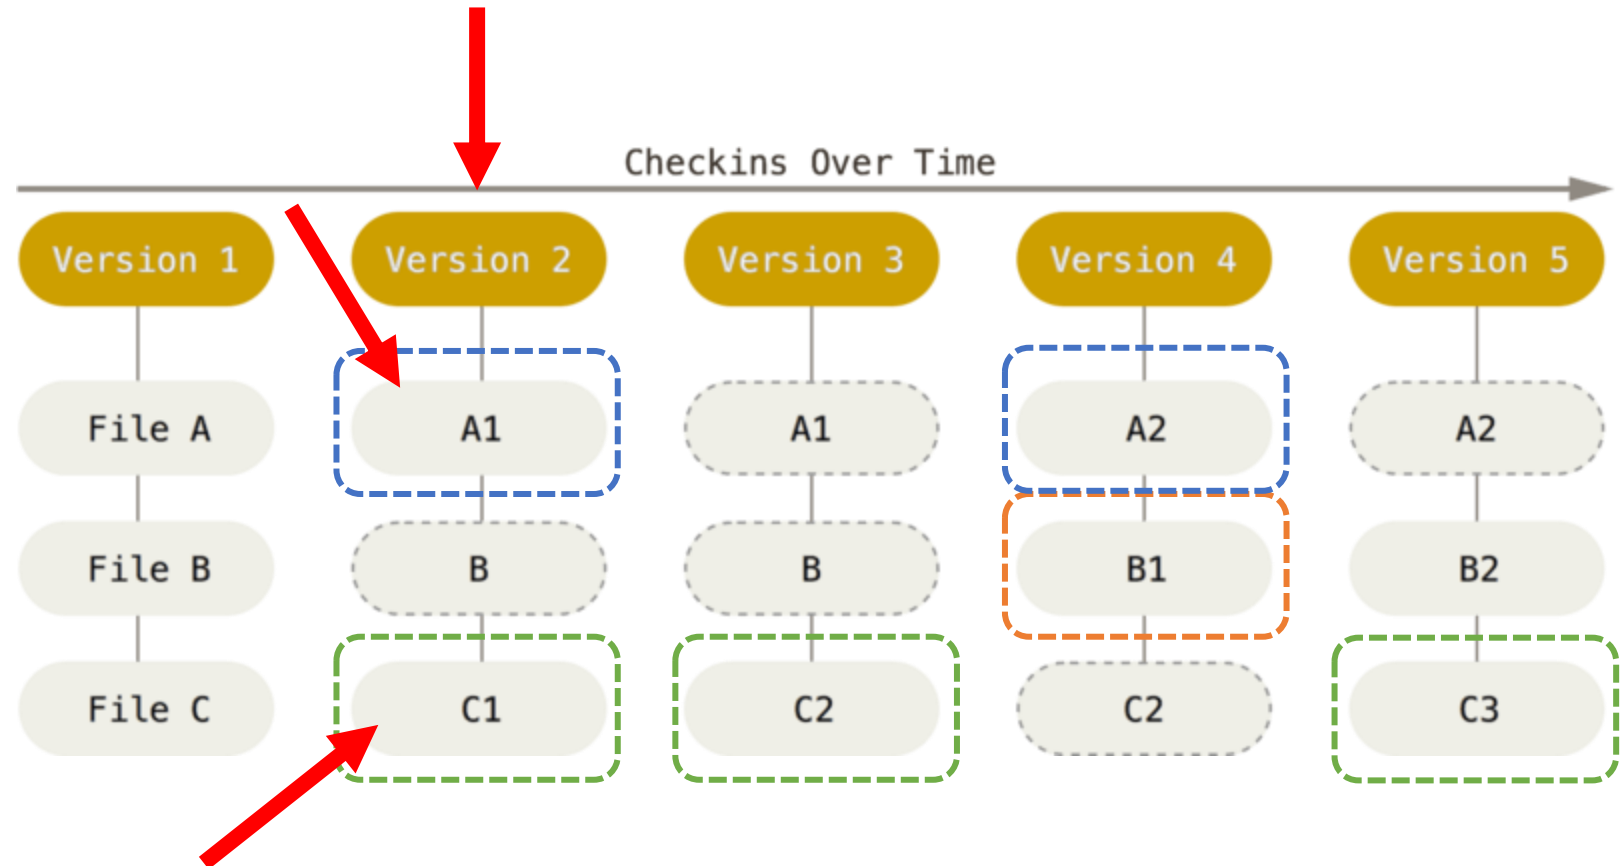 Checkins Over Time
Version 1 Version 2 Version 3 Version 4 Version 5
File A A1 A1 A2 A2
File B B B B1 B2
File C C1 C2 C2 C3